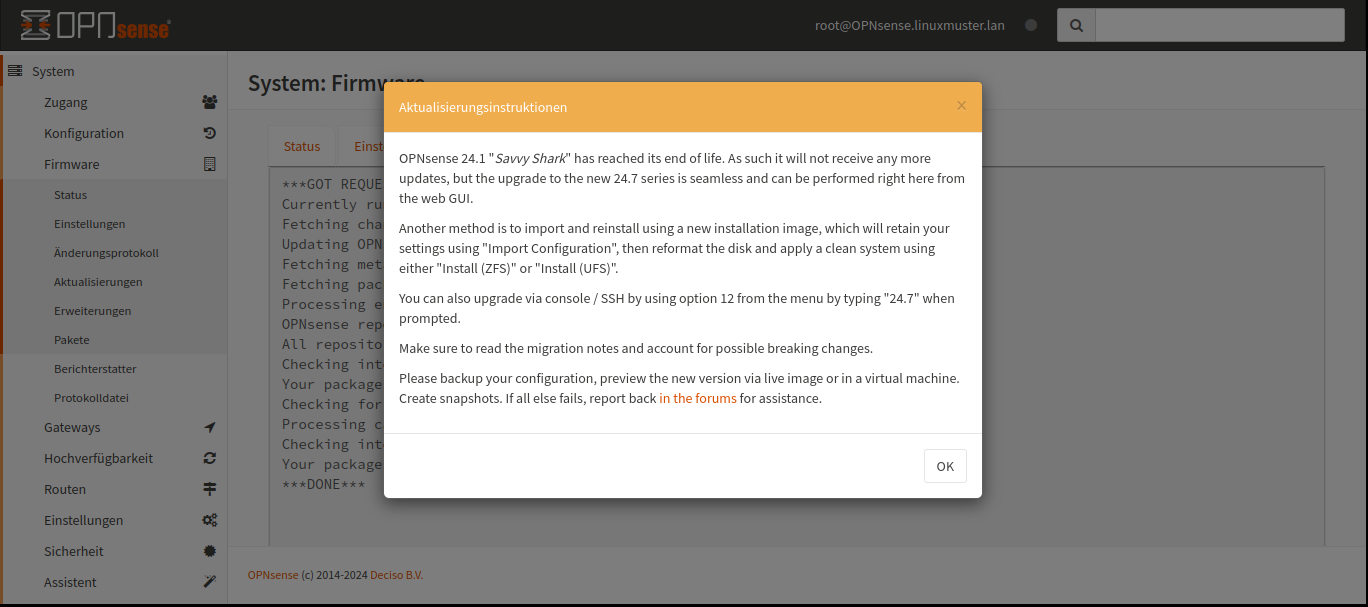 OPNsense
root@OPNsense.linuxmuster.lan
System
Zugang
Konfiguration
Firmware
Status
Einstellungen
Änderungsprotokoll
Aktualisierungen
Erweiterungen
Pakete
Berichterstatter
Protokolldatei
Gateways
Hochverfügbarkeit
Routen
Einstellungen
Sicherheit
Assistent
System: Firmware
Status
Einst
***GOT REQUE
Currently ru
Fetching cha
Updating OPN
Fetching met
Fetching pac
Processing e
OPNsense rep
All reposito
Checking int
Your package
Checking for
Processing c
Checking int
Your package
***DONE***
Aktualisierungsinstruktionen
×
OPNsense 24.1 "Savvy Shark" has reached its end of life. As such it will not receive any more
updates, but the upgrade to the new 24.7 series is seamless and can be performed right here from
the web GUI.
Another method is to import and reinstall using a new installation image, which will retain your
settings using "Import Configuration", then reformat the disk and apply a clean system using
either "Install (ZFS)" or "Install (UFS)".
You can also upgrade via console / SSH by using option 12 from the menu by typing "24.7" when
prompted.
Make sure to read the migration notes and account for possible breaking changes.
Please backup your configuration, preview the new version via live image or in a virtual machine.
Create snapshots. If all else fails, report back in the forums for assistance.
OK
OPNsense (c) 2014-2024 Deciso B.V.